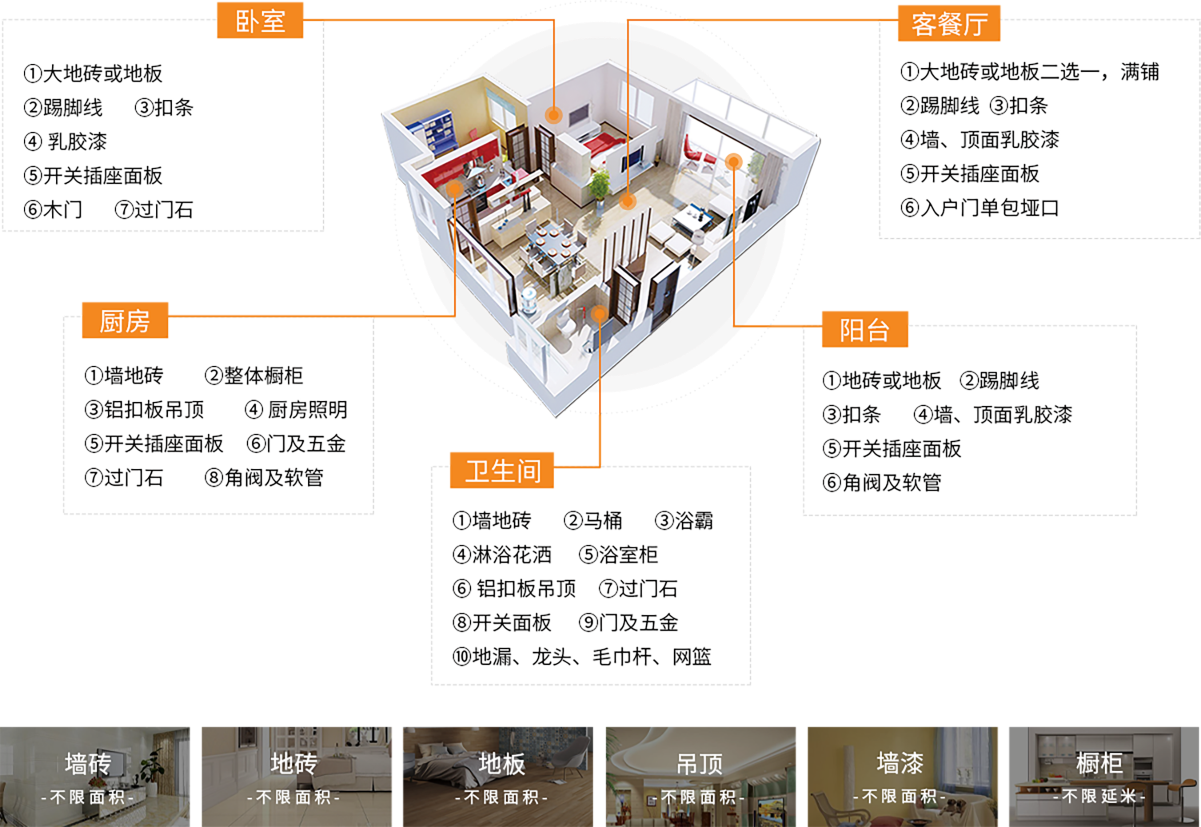 卧室
①大地砖或地板
②踢脚线 ③扣条
④ 乳胶漆
⑤开关插座面板
⑥木门 ⑦过门石
客餐厅
①大地砖或地板二选一，满铺
②踢脚线 ③扣条
④墙、顶面乳胶漆
⑤开关插座面板
⑥入户门单包垭口
厨房
①墙地砖 ②整体橱柜
③铝扣板吊顶 ④ 厨房照明
⑤开关插座面板 ⑥门及五金
⑦过门石 ⑧角阀及软管
阳台
①地砖或地板 ②踢脚线
③扣条 ④墙、顶面乳胶漆
⑤开关插座面板
⑥角阀及软管
卫生间
①墙地砖 ②马桶 ③浴霸
④淋浴花洒 ⑤浴室柜
⑥ 铝扣板吊顶 ⑦过门石
⑧开关面板 ⑨门及五金
⑩地漏、龙头、毛巾杆、网篮
墙砖
-不限面积-
地砖
-不限面积-
地板
-不限面积-
吊顶
-不限面积-
墙漆
-不限面积-
橱柜
-不限延米-